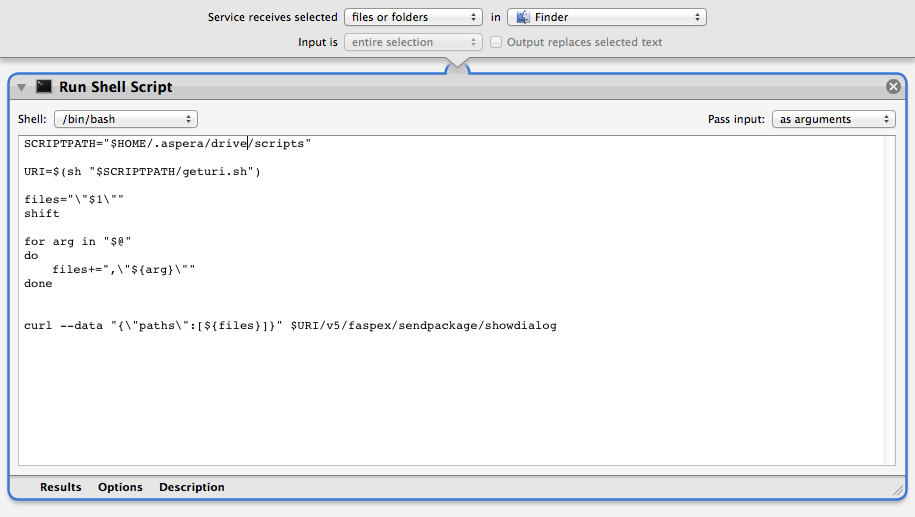 Service receives selected files or folders in Finder
Input is entire selection Output replaces selected text
Run Shell Script
Shell: /bin/bash Pass input: as arguments
SCRIPTPATH="$HOME/.aspera/drive/scripts"
URI=$(sh "$SCRIPTPATH/geturi.sh")
files="\"$1\""
shift
for arg in "$@"
do
    files+=",\"${arg}\""
done
curl --data "{\"paths\":[${files}]}" $URI/v5/faspex/sendpackage/showdialog
Results Options Description